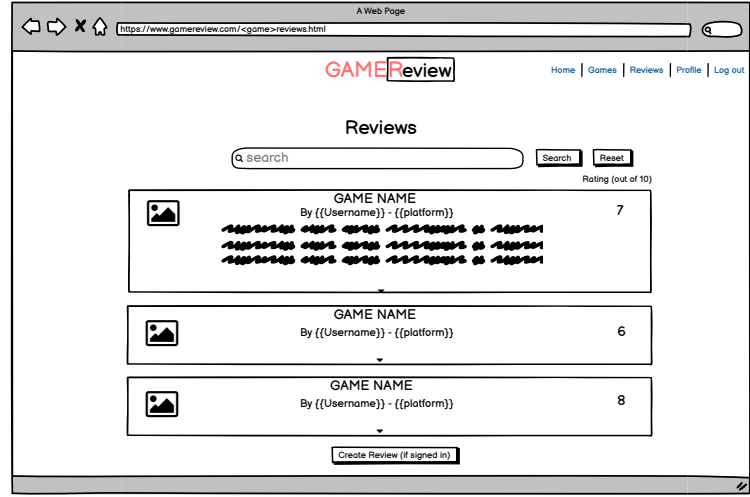 A Web Page
https://www.gamereview.com/<game>reviews.html
GAMEReview
Home | Games | Reviews | Profile | Log out
Reviews
search
Search
Reset
Rating (out of 10)
GAME NAME
7
By {{Username}} - {{platform}}
GAME NAME
By {{Username}} - {{platform}}
6
GAME NAME
By {{Username}} - {{platform}}
8
Create Review (if signed in)